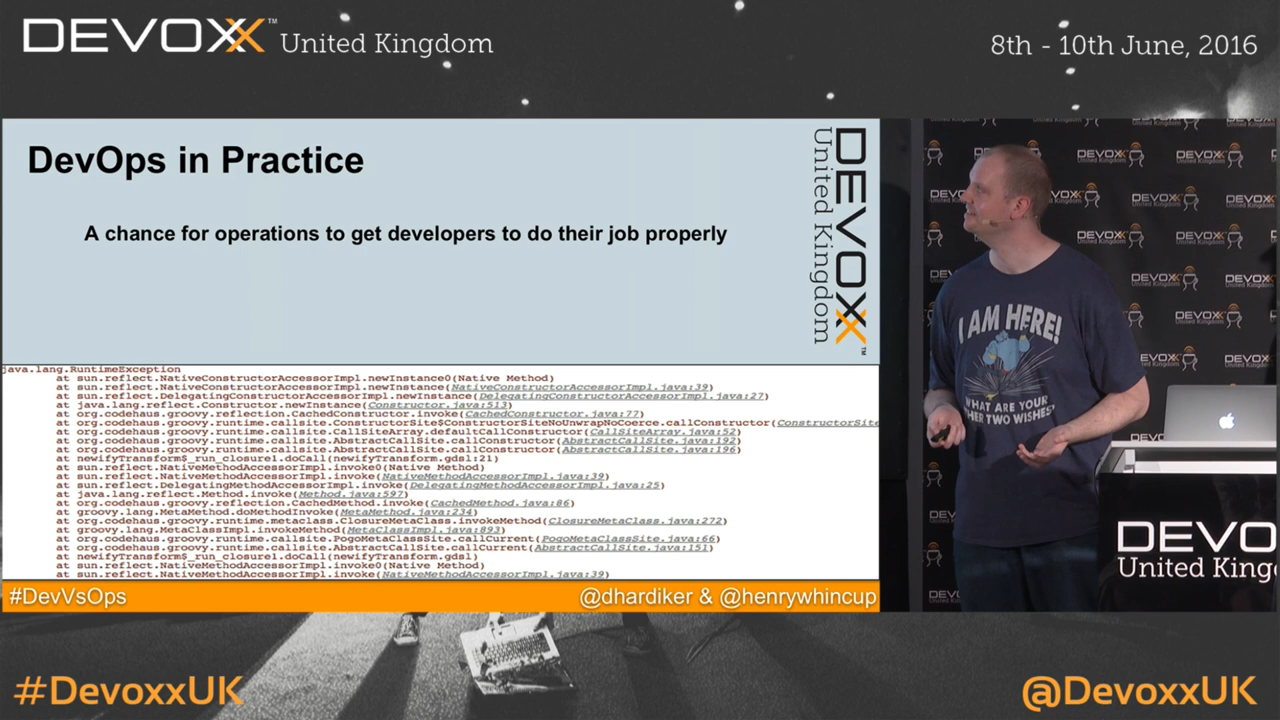 DEVOXX™ United Kingdom
8th - 10th June, 2016
DevOps in Practice
A chance for operations to get developers to do their job properly
DEVOXX™
United Kingdom
java.lang.RuntimeException
at sun.reflect.NativeConstructorAccessorImpl.newInstance0(Native Method)
at sun.reflect.NativeConstructorAccessorImpl.newInstance(NativeConstructorAccessorImpl.java:39)
at sun.reflect.DelegatingConstructorAccessorImpl.newInstance(DelegatingConstructorAccessorImpl.java:27)
at java.lang.reflect.Constructor.newInstance(Constructor.java:513)
at org.codehaus.groovy.reflection.CachedConstructor.invoke(CachedConstructor.java:77)
at org.codehaus.groovy.runtime.callsite.ConstructorSite$ConstructorSiteNoUnwrapNoCoerce.callConstructor(ConstructorSite
at org.codehaus.groovy.runtime.callsite.CallSiteArray.defaultCallConstructor(CallSiteArray.java:52)
at org.codehaus.groovy.runtime.callsite.AbstractCallSite.callConstructor(AbstractCallSite.java:192)
at org.codehaus.groovy.runtime.callsite.AbstractCallSite.callConstructor(AbstractCallSite.java:196)
at newifyTransform$_run_closure1.doCall(newifyTransform.gdsl:21)
at sun.reflect.NativeMethodAccessorImpl.invoke0(Native Method)
at sun.reflect.NativeMethodAccessorImpl.invoke(NativeMethodAccessorImpl.java:39)
at sun.reflect.DelegatingMethodAccessorImpl.invoke(DelegatingMethodAccessorImpl.java:25)
at java.lang.reflect.Method.invoke(Method.java:597)
at org.codehaus.groovy.reflection.CachedMethod.invoke(CachedMethod.java:86)
at groovy.lang.MetaMethod.doMethodInvoke(MetaMethod.java:234)
at org.codehaus.groovy.runtime.metaclass.ClosureMetaClass.invokeMethod(ClosureMetaClass.java:272)
at groovy.lang.MetaClassImpl.invokeMethod(MetaClassImpl.java:893)
at org.codehaus.groovy.runtime.callsite.PogoMetaClassSite.callCurrent(PogoMetaClassSite.java:66)
at org.codehaus.groovy.runtime.callsite.AbstractCallSite.callCurrent(AbstractCallSite.java:151)
at newifyTransform$_run_closure1.doCall(newifyTransform.gdsl)
at sun.reflect.NativeMethodAccessorImpl.invoke0(Native Method)
at sun.reflect.NativeMethodAccessorImpl.invoke(NativeMethodAccessorImpl.java:39)
#DevVsOps
@dhardiker & @henrywhincup
I AM HERE!
WHAT ARE YOUR
HER TWO WISHES
DEVO
United King
#DevoxxUK
@DevoxxUK